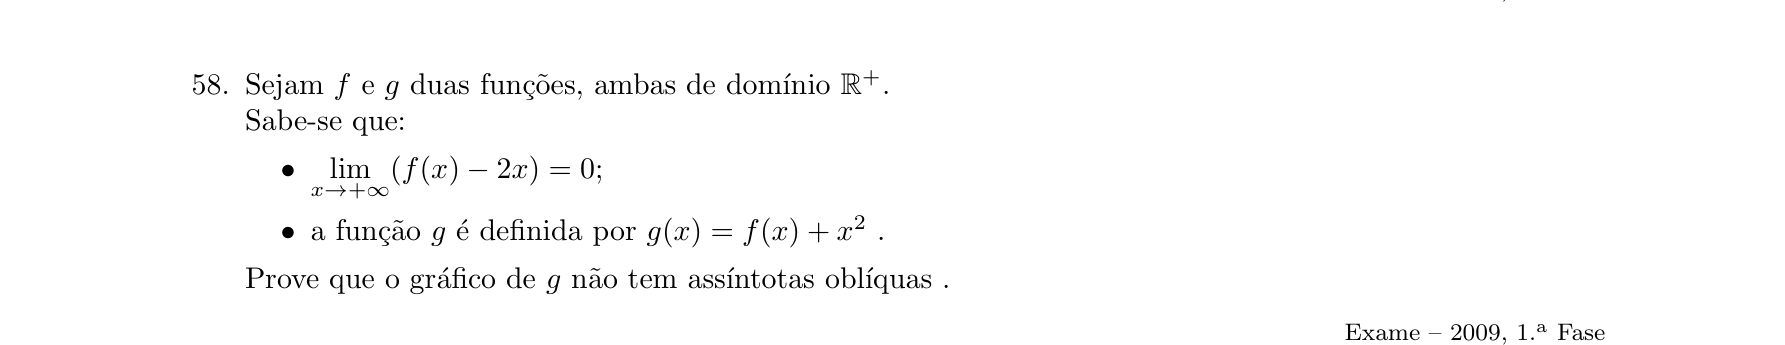 58. Sejam f e g duas funções, ambas de domínio ℝ⁺.
Sabe-se que:
• lim x→+∞ (f(x) − 2x) = 0;
• a função g é definida por g(x) = f(x) + x² .
Prove que o gráfico de g não tem assíntotas oblíquas .
Exame – 2009, 1.ª Fase